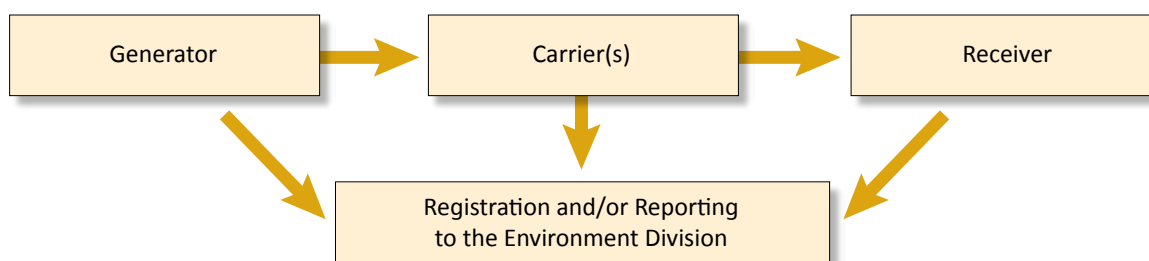 Generator
Carrier(s)
Receiver
Registration and/or Reporting
to the Environment Division